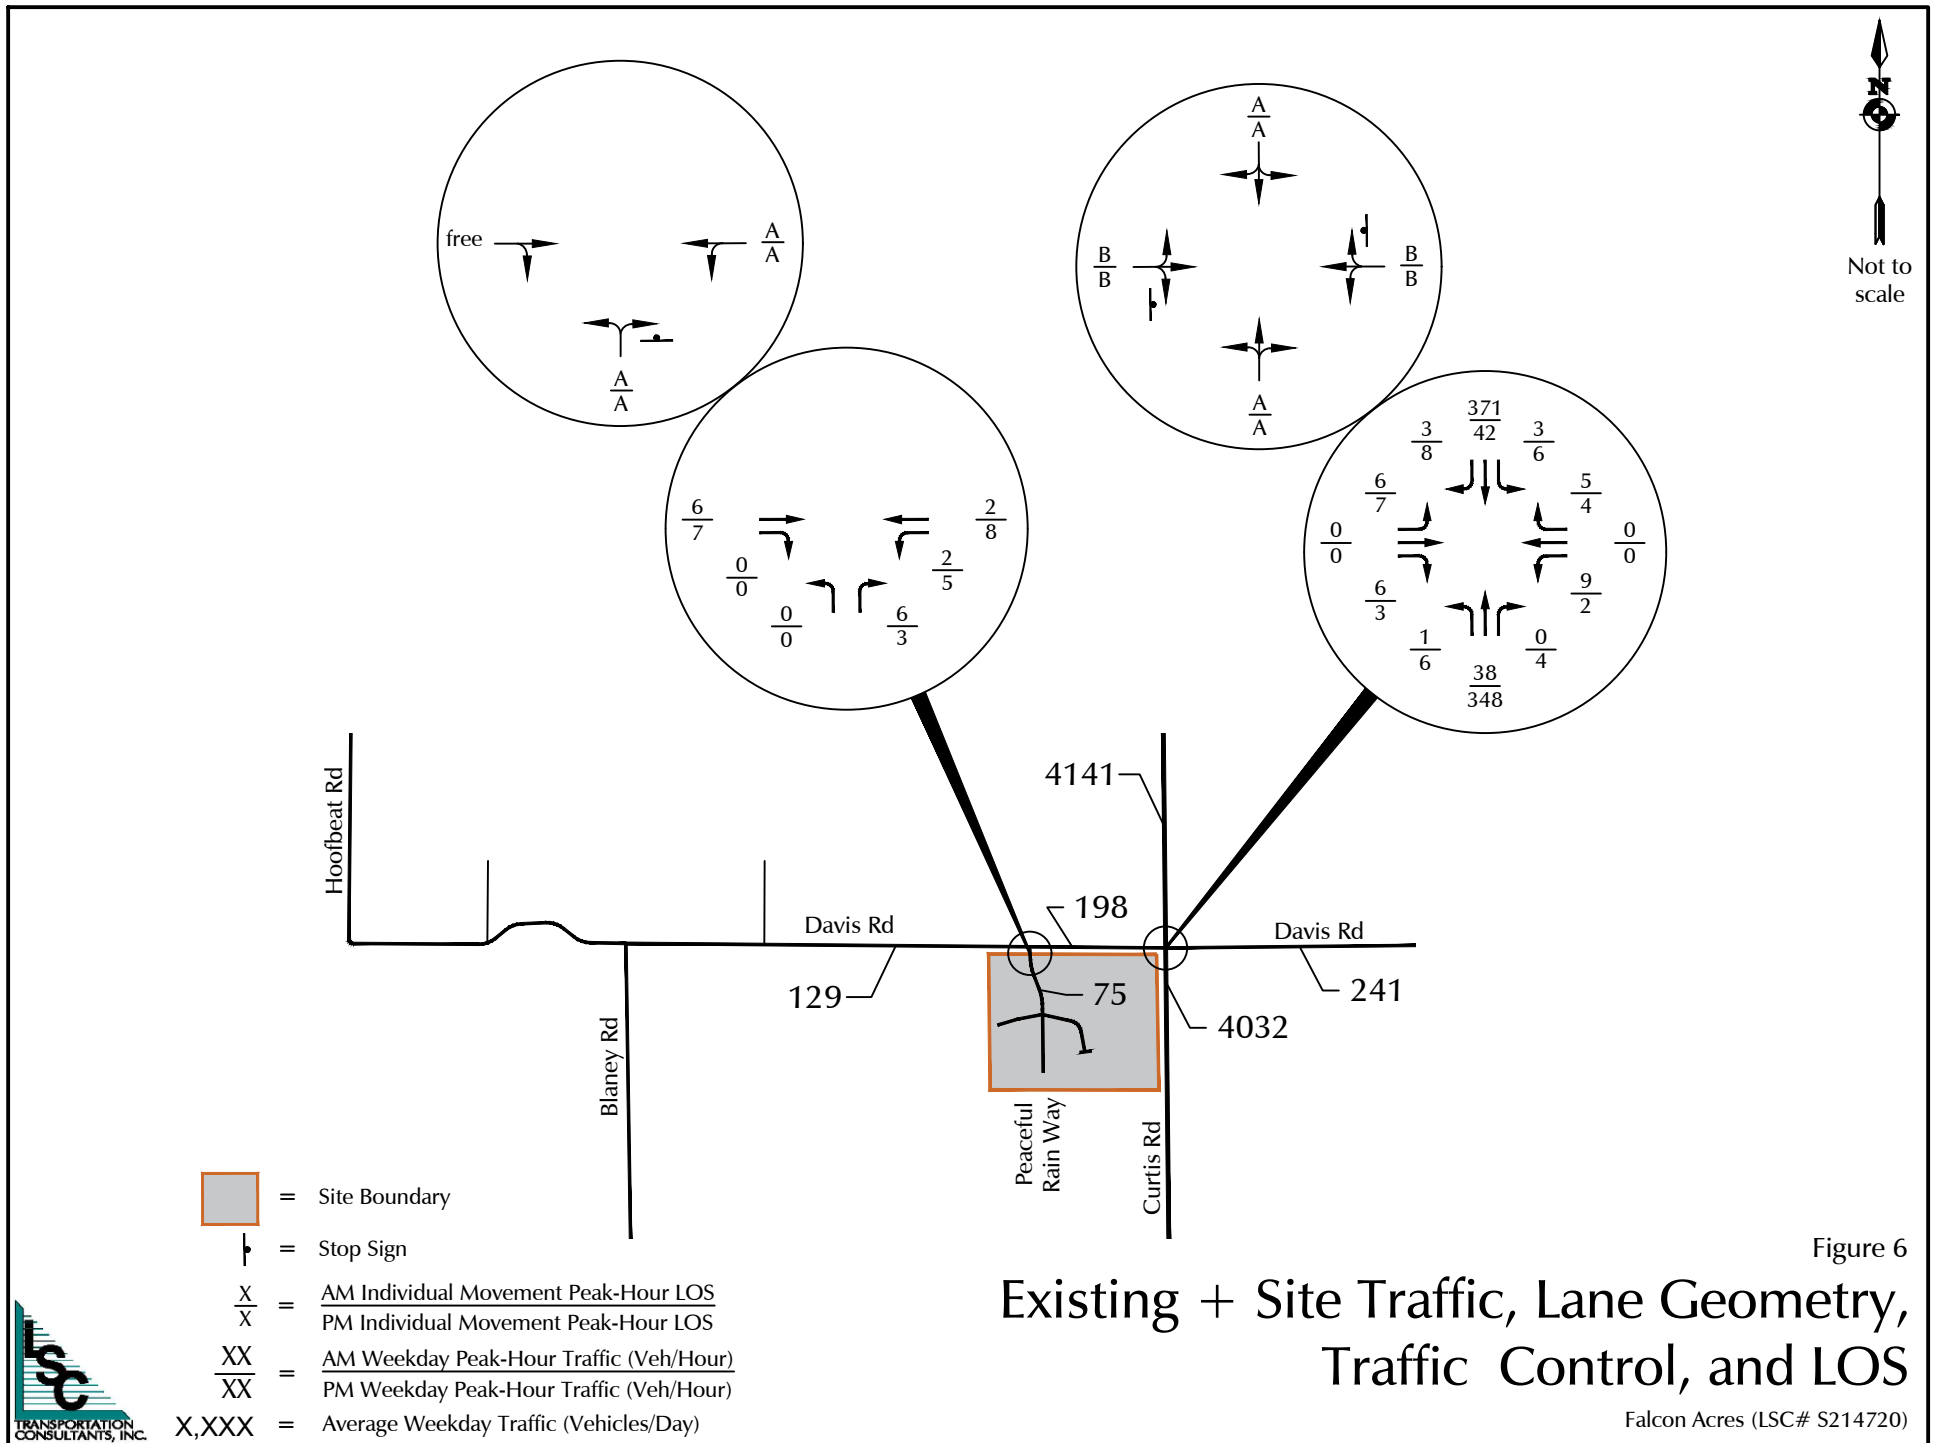 N
Not to
scale
free
A
A
A
A
A
A
B
B
B
B
A
A
6
7
2
8
0
0
2
5
0
0
6
3
371
42
3
8
3
6
6
7
5
4
0
0
0
0
6
3
9
2
1
6
0
4
38
348
Hoofbeat Rd
4141
198
Davis Rd
Davis Rd
129
75
241
4032
Blaney Rd
Peaceful
Rain Way
Curtis Rd
= Site Boundary
= Stop Sign
X
X
=
AM Individual Movement Peak-Hour LOS
PM Individual Movement Peak-Hour LOS
XX
XX
=
AM Weekday Peak-Hour Traffic (Veh/Hour)
PM Weekday Peak-Hour Traffic (Veh/Hour)
X,XXX = Average Weekday Traffic (Vehicles/Day)
LSC
TRANSPORTATION
CONSULTANTS, INC.
Figure 6
Existing + Site Traffic, Lane Geometry,
Traffic Control, and LOS
Falcon Acres (LSC# S214720)